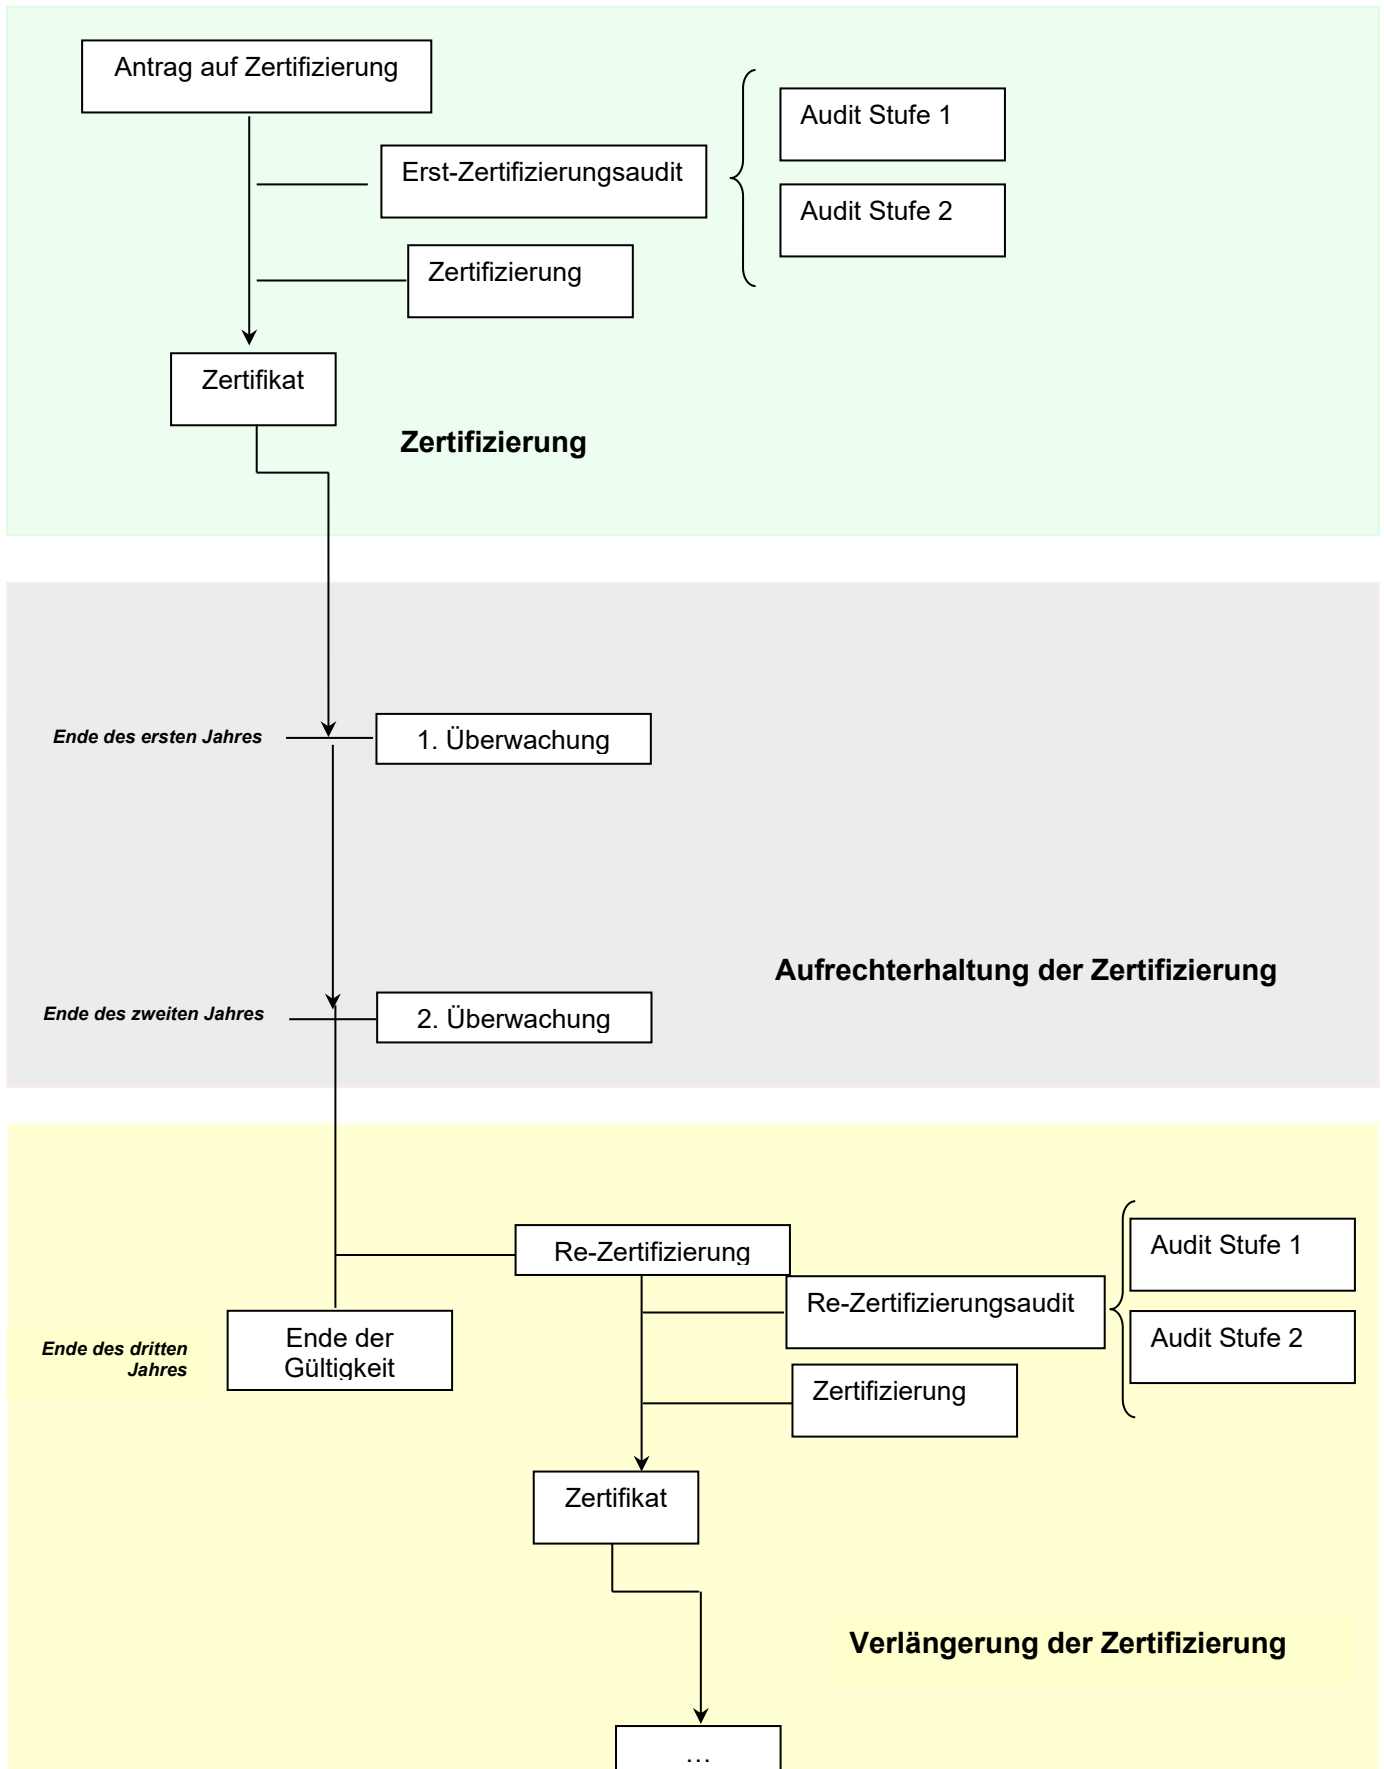 Antrag auf Zertifizierung
Audit Stufe 1
Erst-Zertifizierungsaudit
Audit Stufe 2
Zertifizierung
Zertifikat
Zertifizierung
Ende des ersten Jahres
1. Überwachung
Aufrechterhaltung der Zertifizierung
Ende des zweiten Jahres
2. Überwachung
Re-Zertifizierung
Audit Stufe 1
Re-Zertifizierungsaudit
Ende des dritten
Jahres
Ende der
Gültigkeit
Audit Stufe 2
Zertifizierung
Zertifikat
Verlängerung der Zertifizierung
…